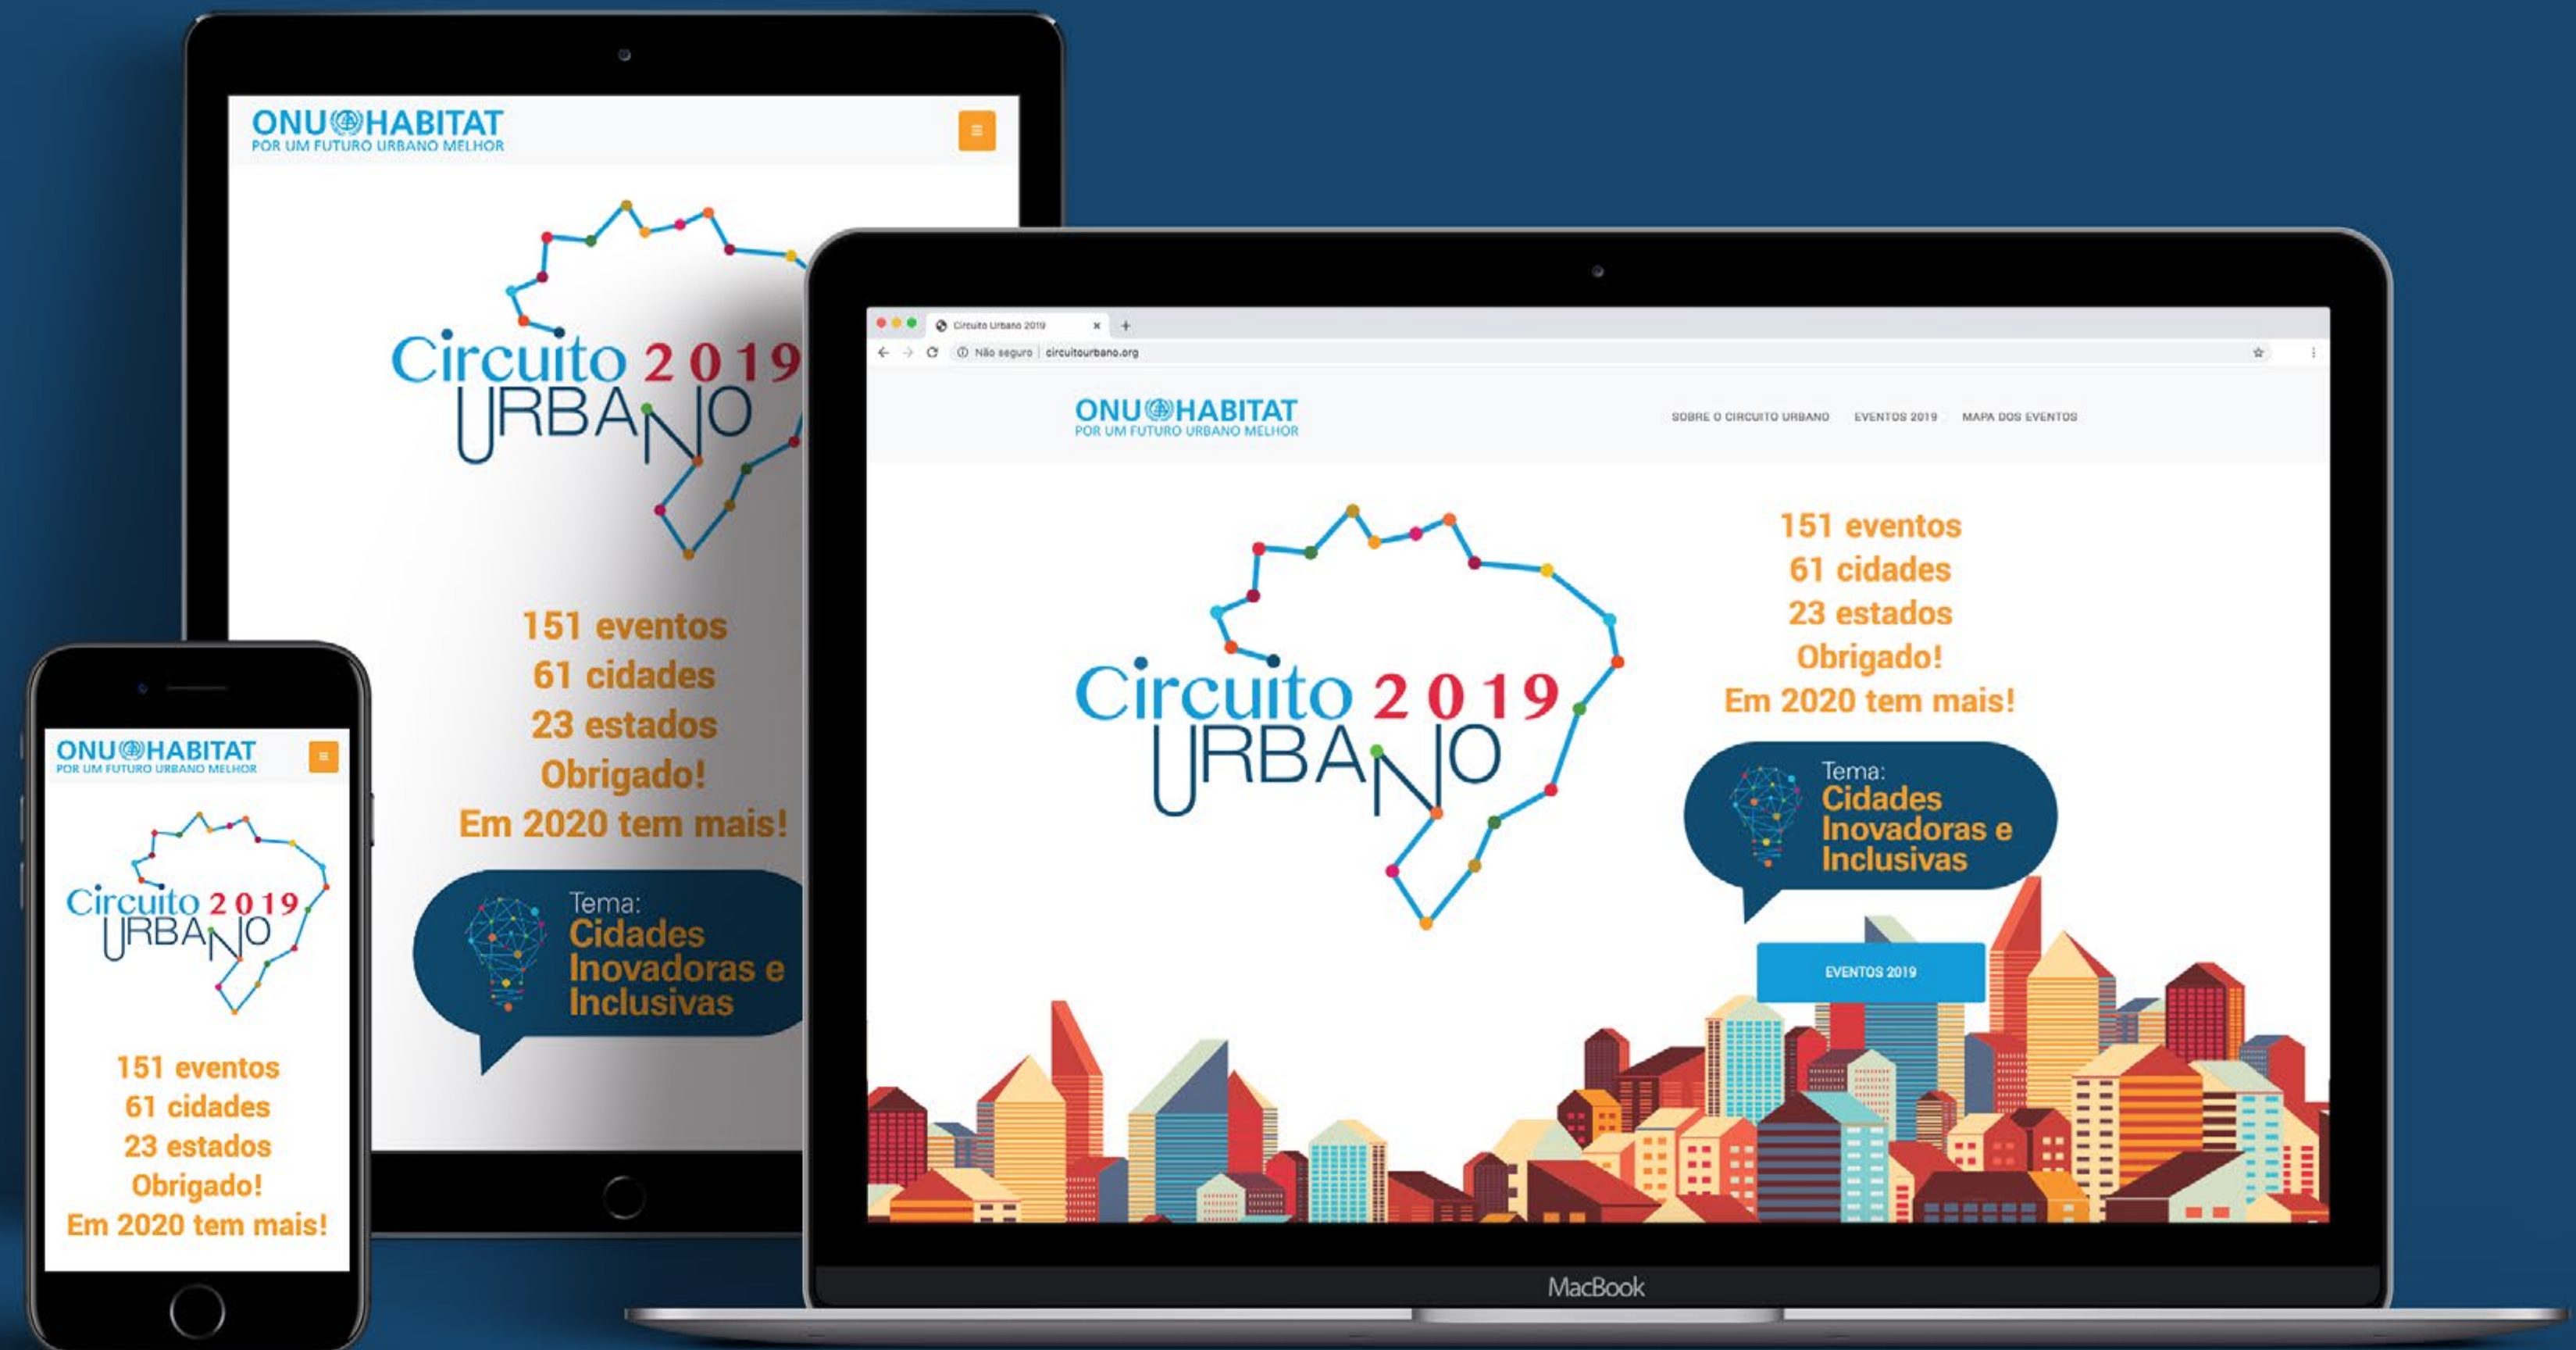 ONU HABITAT
POR UM FUTURO URBANO MELHOR
Circuito 2019
URBANO
151 eventos
61 cidades
23 estados
Obrigado!
Em 2020 tem mais!
Tema:
Cidades
Inovadoras e
Inclusivas
ONU HABITAT
POR UM FUTURO URBANO MELHOR
Circuito 2019
URBANO
151 eventos
61 cidades
23 estados
Obrigado!
Em 2020 tem mais!
Circuito Urbano 2019
Não seguro circuitourbano.org
ONU HABITAT
POR UM FUTURO URBANO MELHOR
SOBRE O CIRCUITO URBANO EVENTOS 2019 MAPA DOS EVENTOS
Circuito 2019
URBANO
151 eventos
61 cidades
23 estados
Obrigado!
Em 2020 tem mais!
Tema:
Cidades
Inovadoras e
Inclusivas
EVENTOS 2019
MacBook